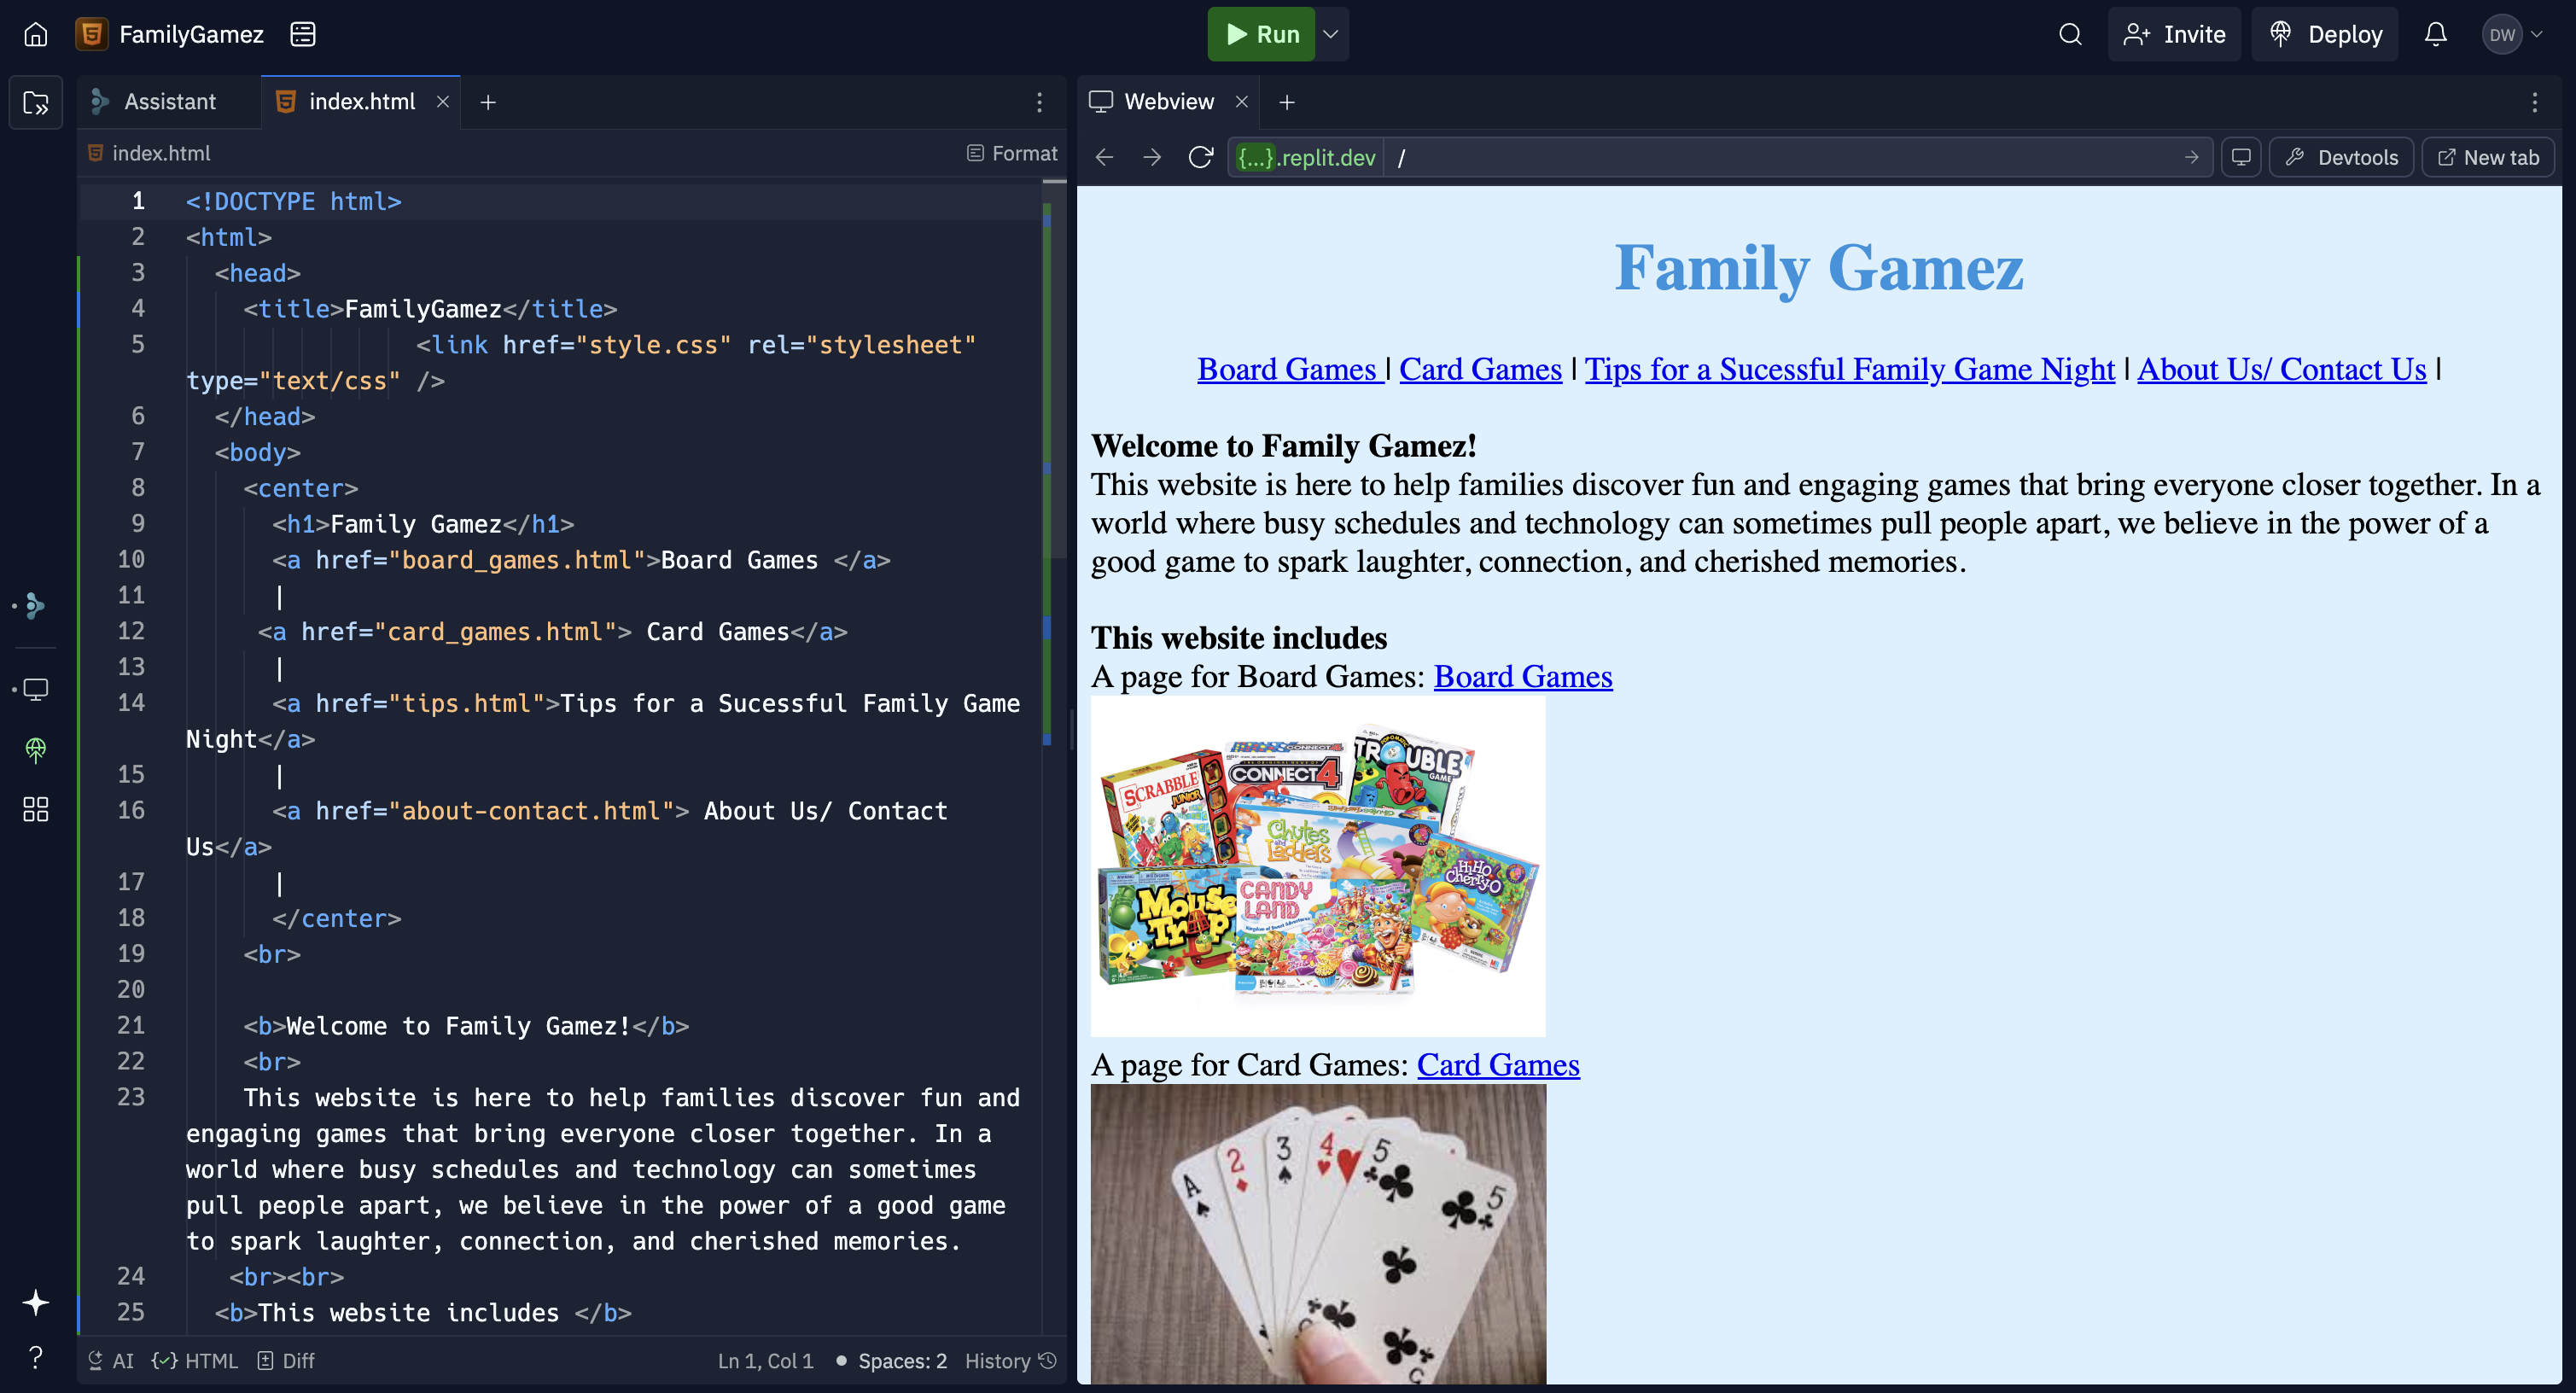 FamilyGamez
Run
Invite
Deploy
DW
Assistant
index.html
Webview
index.html
Format
{...}.replit.dev
/
Devtools
New tab
1 <!DOCTYPE html>
2 <html>
3 <head>
4 <title>FamilyGamez</title>
5 <link href="style.css" rel="stylesheet"
type="text/css" />
6 </head>
7 <body>
8 <center>
9 <h1>Family Gamez</h1>
10 <a href="board_games.html">Board Games </a>
11 |
12 <a href="card_games.html"> Card Games</a>
13 |
14 <a href="tips.html">Tips for a Sucessful Family Game
Night</a>
15 |
16 <a href="about-contact.html"> About Us/ Contact
Us</a>
17 |
18 </center>
19 <br>
20
21 <b>Welcome to Family Gamez!</b>
22 <br>
23 This website is here to help families discover fun and
engaging games that bring everyone closer together. In a
world where busy schedules and technology can sometimes
pull people apart, we believe in the power of a good game
to spark laughter, connection, and cherished memories.
24 <br><br>
25 <b>This website includes </b>
AI
HTML
Diff
Ln 1, Col 1
Spaces: 2
History
Family Gamez
Board Games | Card Games | Tips for a Sucessful Family Game Night | About Us/ Contact Us |
Welcome to Family Gamez!
This website is here to help families discover fun and engaging games that bring everyone closer together. In a
world where busy schedules and technology can sometimes pull people apart, we believe in the power of a
good game to spark laughter, connection, and cherished memories.
This website includes
A page for Board Games: Board Games
SCRABBLE
JUNIOR
CONNECT 4
CONNECT 4
TROUBLE
GAME
Chutes
and
Ladders
HiHo!
Cherry-O
Mouse
Trap
CANDY
LAND
A page for Card Games: Card Games
A
2
3
4
5
5